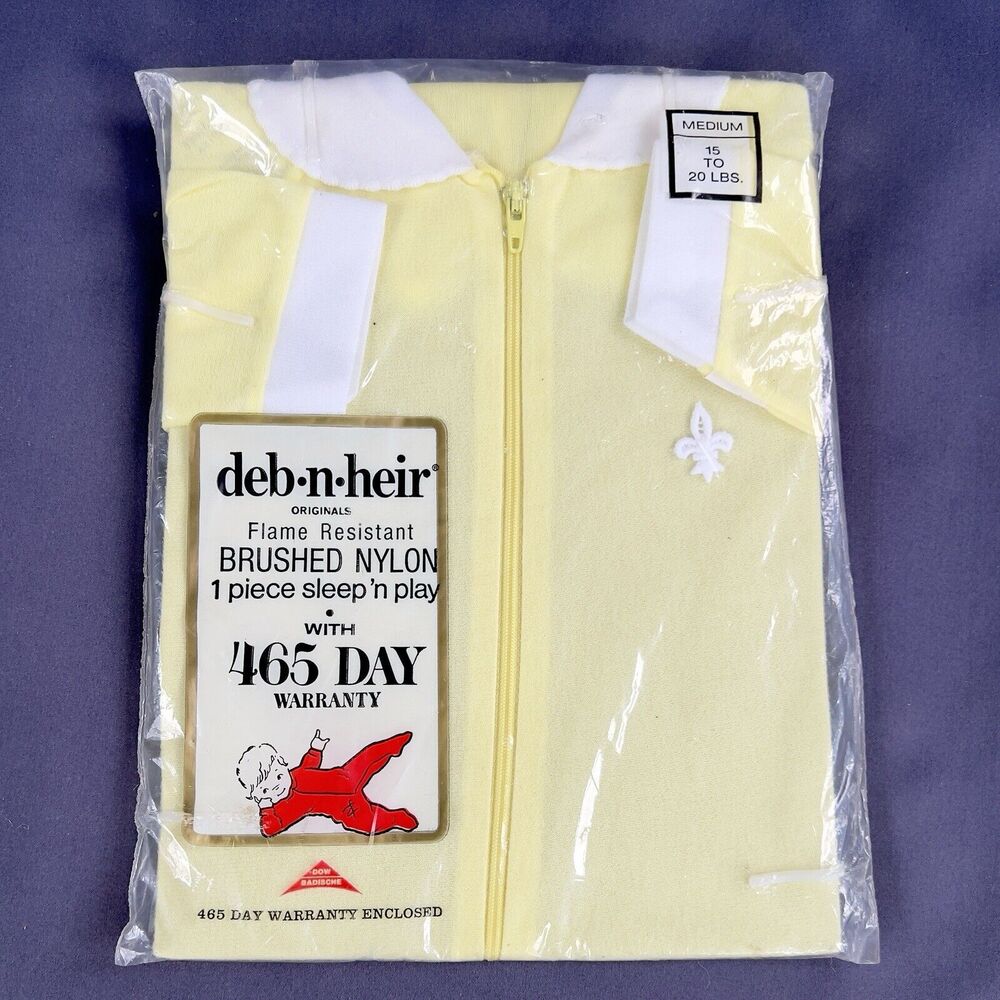 MEDIUM
15
TO
20 LBS.
deb·n·heir®
ORIGINALS
Flame Resistant
BRUSHED NYLON
1 piece sleep'n play
•
WITH
465 DAY
WARRANTY
DOW
BADISCHE
465 DAY WARRANTY ENCLOSED